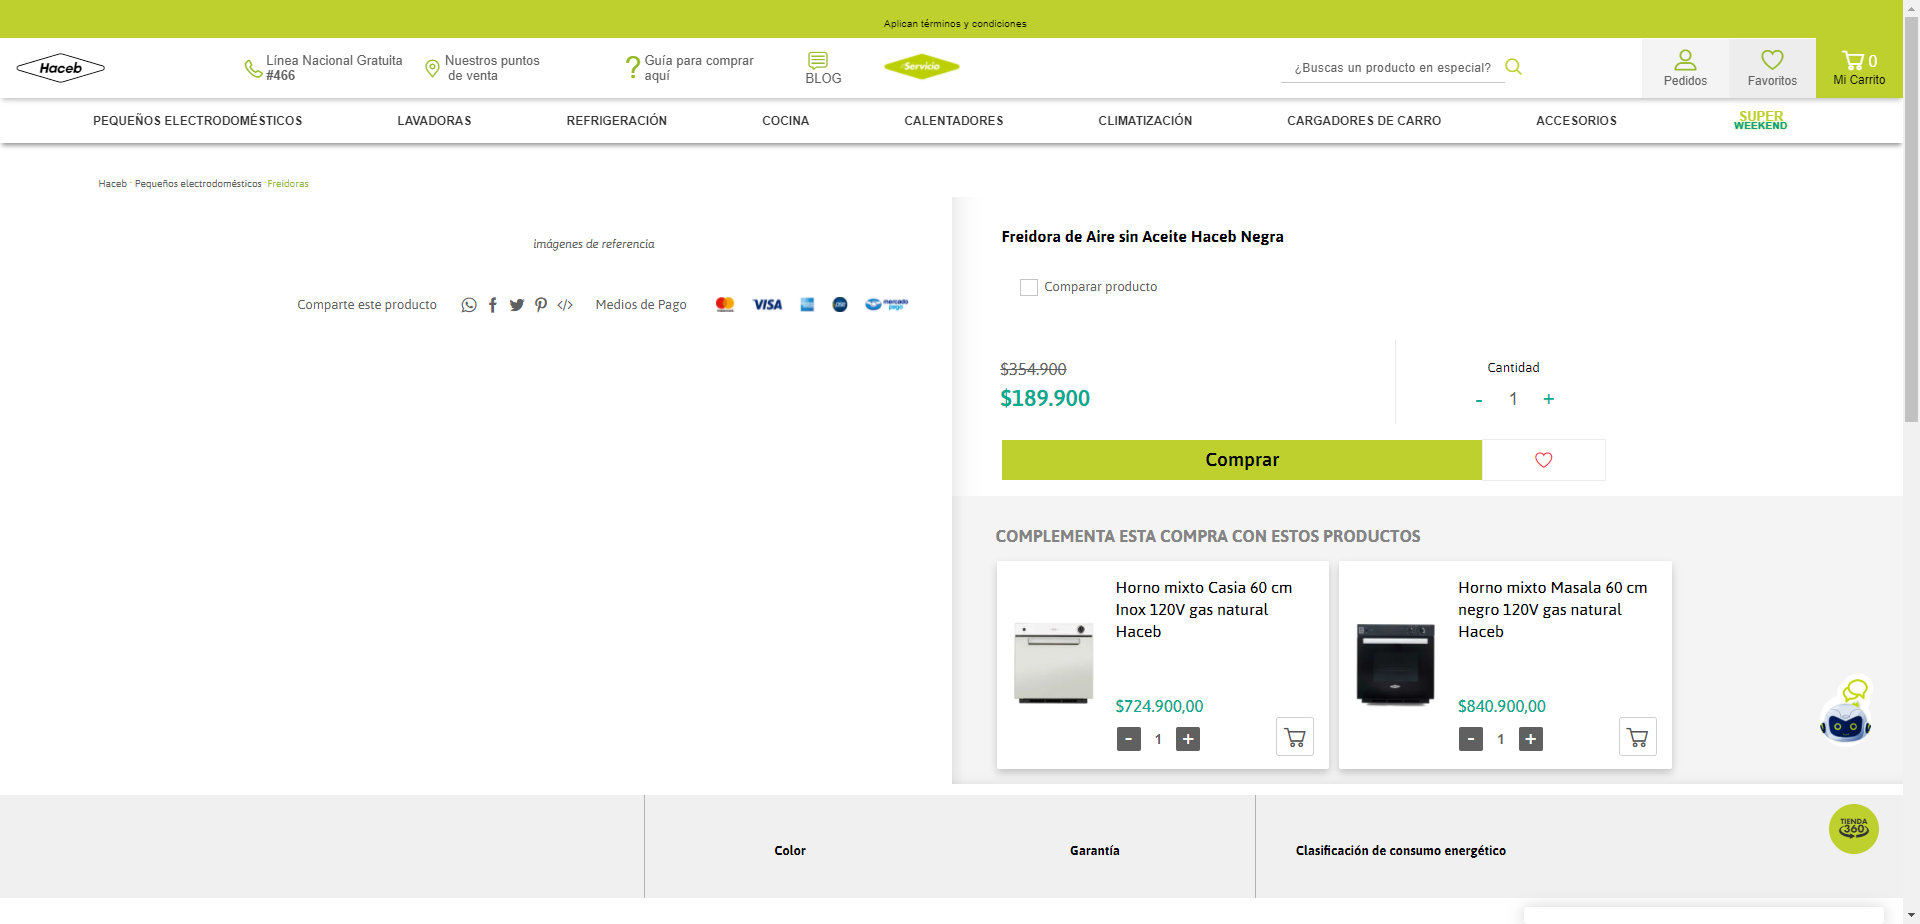 Aplican términos y condiciones
Haceb
Línea Nacional Gratuita
#466
Nuestros puntos
de venta
Guía para comprar
aquí
BLOG
Servicio
¿Buscas un producto en especial?
Pedidos
Favoritos
0
Mi Carrito
PEQUEÑOS ELECTRODOMÉSTICOS
LAVADORAS
REFRIGERACIÓN
COCINA
CALENTADORES
CLIMATIZACIÓN
CARGADORES DE CARRO
ACCESORIOS
SUPER
WEEKEND
Haceb · Pequeños electrodomésticos · Freidoras
imágenes de referencia
Comparte este producto
Medios de Pago
VISA
mercado
pago
Freidora de Aire sin Aceite Haceb Negra
Comparar producto
$354.900
$189.900
Cantidad
- 1 +
Comprar
COMPLEMENTA ESTA COMPRA CON ESTOS PRODUCTOS
Horno mixto Casia 60 cm
Inox 120V gas natural
Haceb
$724.900,00
- 1 +
Horno mixto Masala 60 cm
negro 120V gas natural
Haceb
$840.900,00
- 1 +
TIENDA
360
Color
Garantía
Clasificación de consumo energético